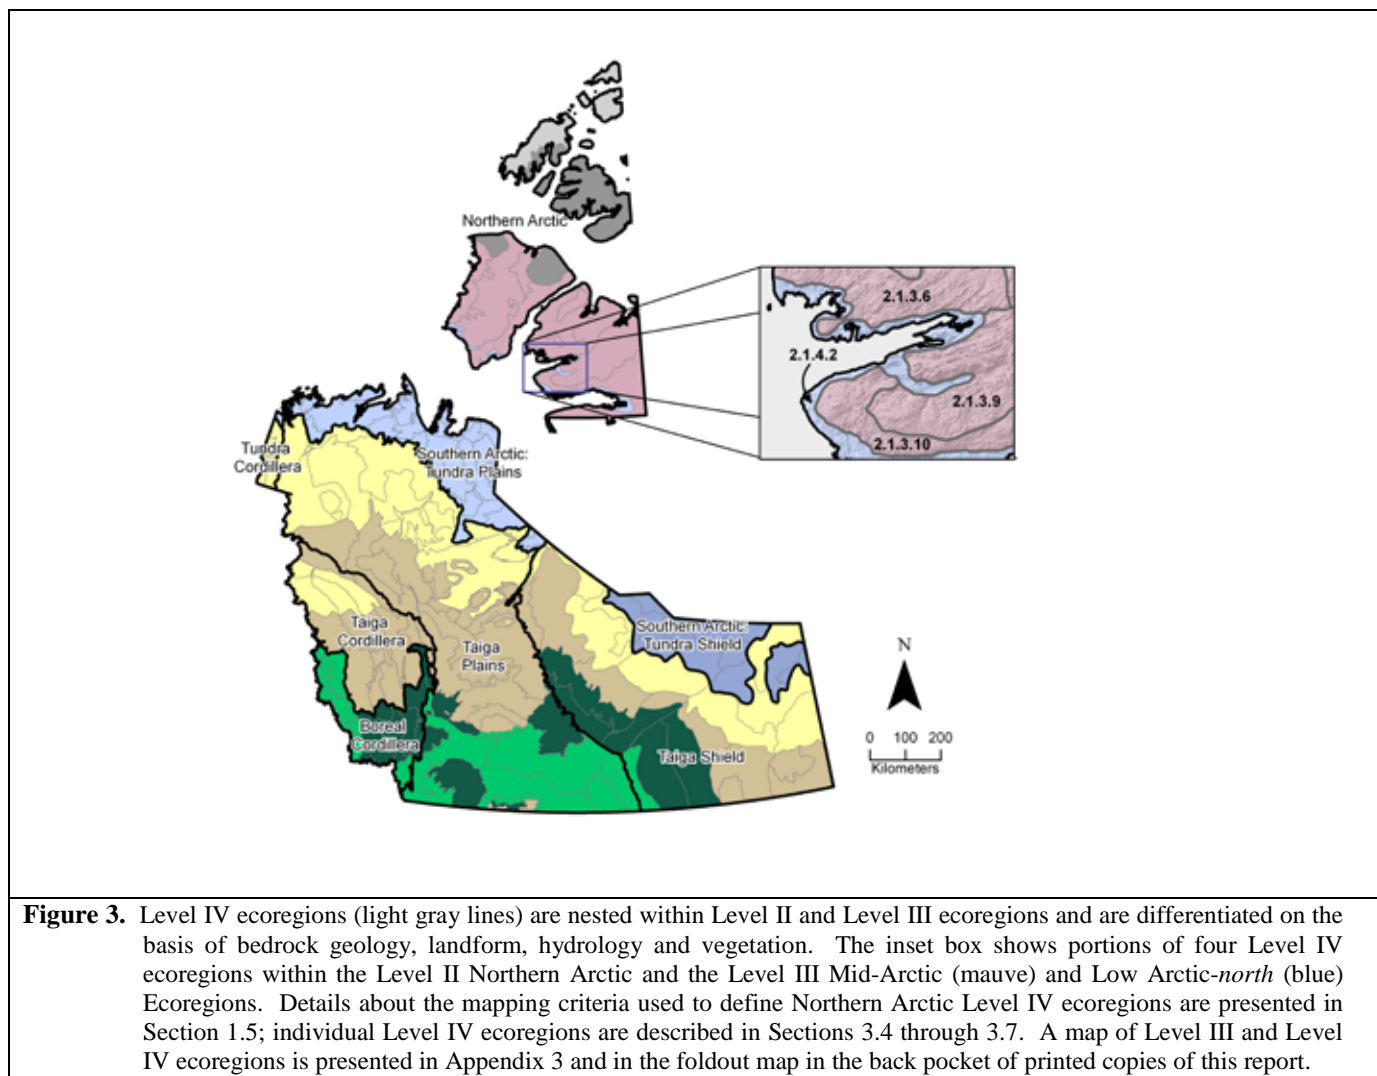 Northern Arctic
2.1.3.6
2.1.4.2
2.1.3.9
2.1.3.10
Tundra
Cordillera
Southern Arctic:
Tundra Plains
Taiga
Cordillera
Taiga
Plains
Southern Arctic:
Tundra Shield
Boreal
Cordillera
Taiga Shield
N
0 100 200
Kilometers
Figure 3. Level IV ecoregions (light gray lines) are nested within Level II and Level III ecoregions and are differentiated on the
basis of bedrock geology, landform, hydrology and vegetation. The inset box shows portions of four Level IV
ecoregions within the Level II Northern Arctic and the Level III Mid-Arctic (mauve) and Low Arctic-north (blue)
Ecoregions. Details about the mapping criteria used to define Northern Arctic Level IV ecoregions are presented in
Section 1.5; individual Level IV ecoregions are described in Sections 3.4 through 3.7. A map of Level III and Level
IV ecoregions is presented in Appendix 3 and in the foldout map in the back pocket of printed copies of this report.